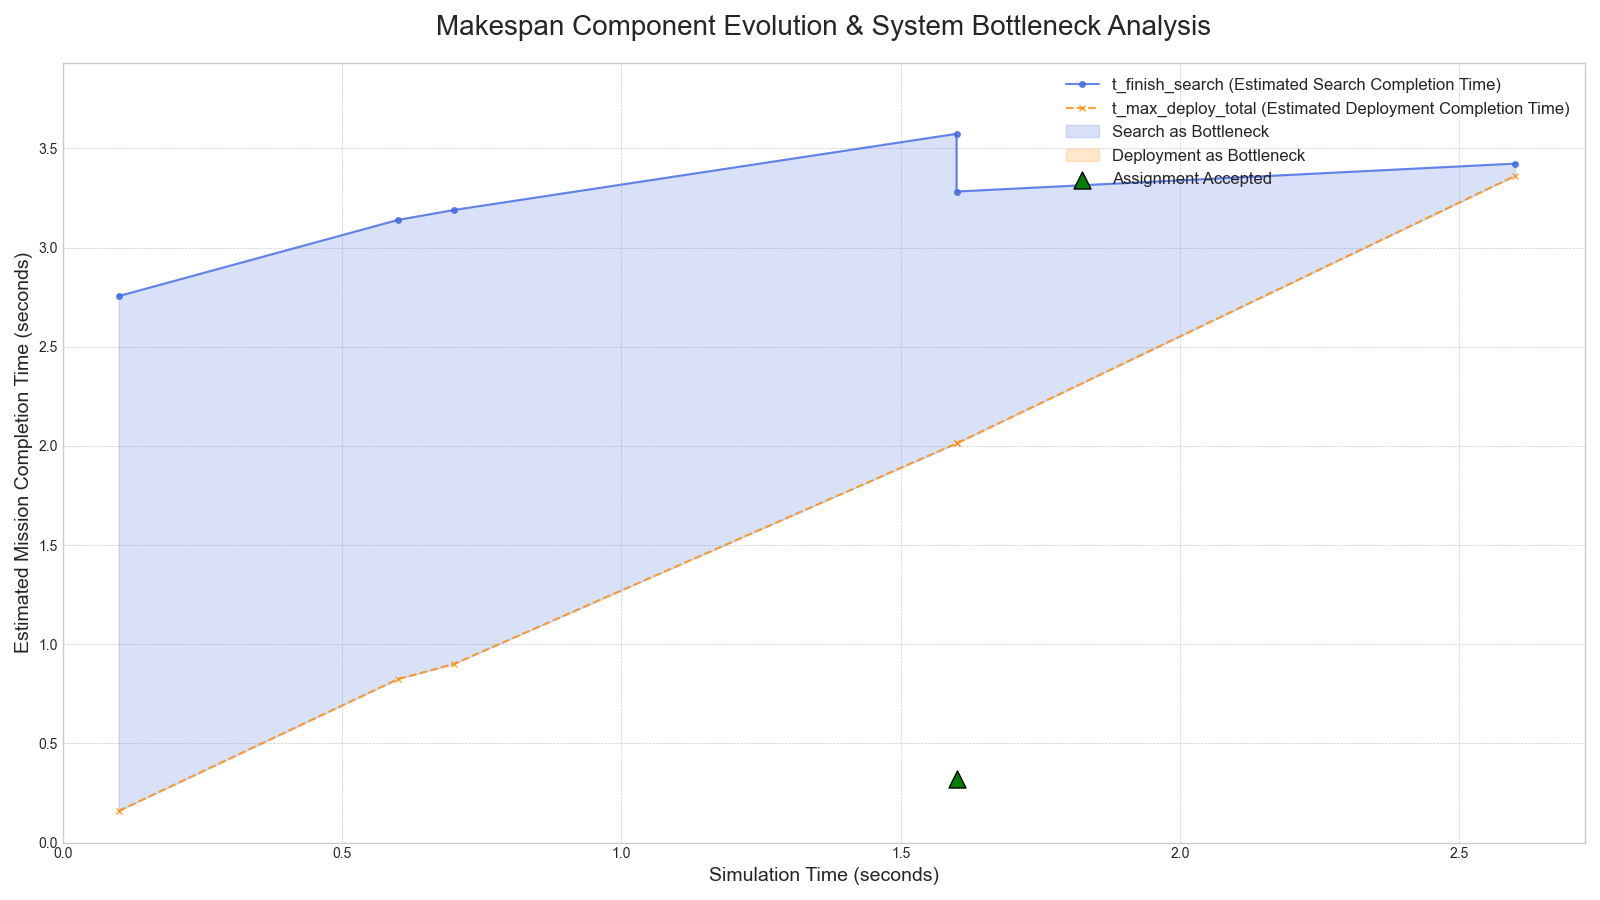 Makespan Component Evolution & System Bottleneck Analysis
t_finish_search (Estimated Search Completion Time)
t_max_deploy_total (Estimated Deployment Completion Time)
Search as Bottleneck
Deployment as Bottleneck
Assignment Accepted
Estimated Mission Completion Time (seconds)
3.5
3.0
2.5
2.0
1.5
1.0
0.5
0.0
0.0 0.5 1.0 1.5 2.0 2.5
Simulation Time (seconds)